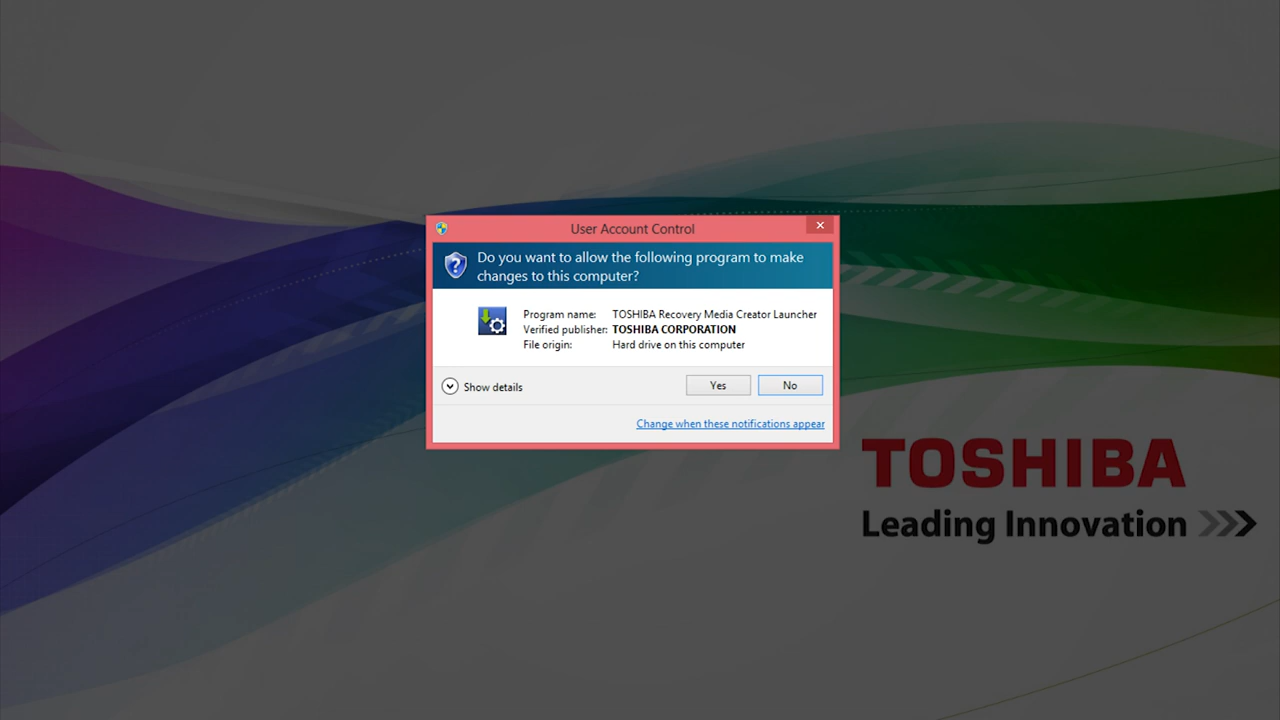 User Account Control
Do you want to allow the following program to make
changes to this computer?
Program name: TOSHIBA Recovery Media Creator Launcher
Verified publisher: TOSHIBA CORPORATION
File origin: Hard drive on this computer
Show details
Yes
No
Change when these notifications appear
TOSHIBA
Leading Innovation